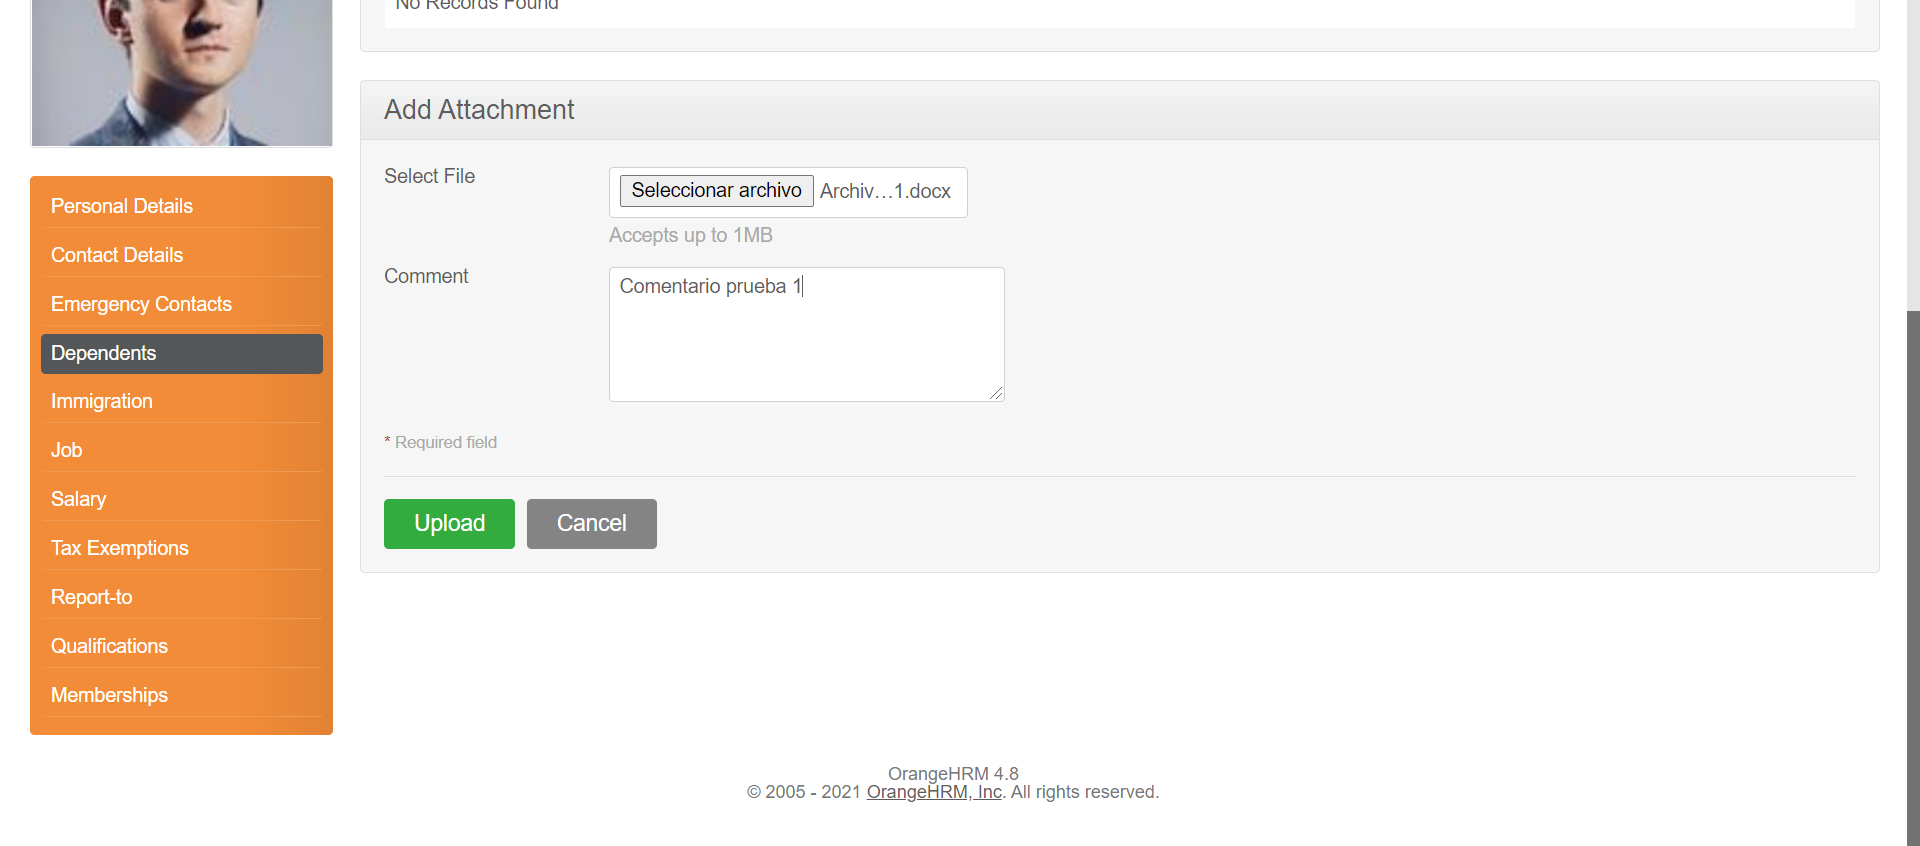 No Records Found
Add Attachment
Select File
Seleccionar archivo Archiv…1.docx
Accepts up to 1MB
Comment
Comentario prueba 1
* Required field
Upload Cancel
Personal Details
Contact Details
Emergency Contacts
Dependents
Immigration
Job
Salary
Tax Exemptions
Report-to
Qualifications
Memberships
OrangeHRM 4.8
© 2005 - 2021 OrangeHRM, Inc. All rights reserved.